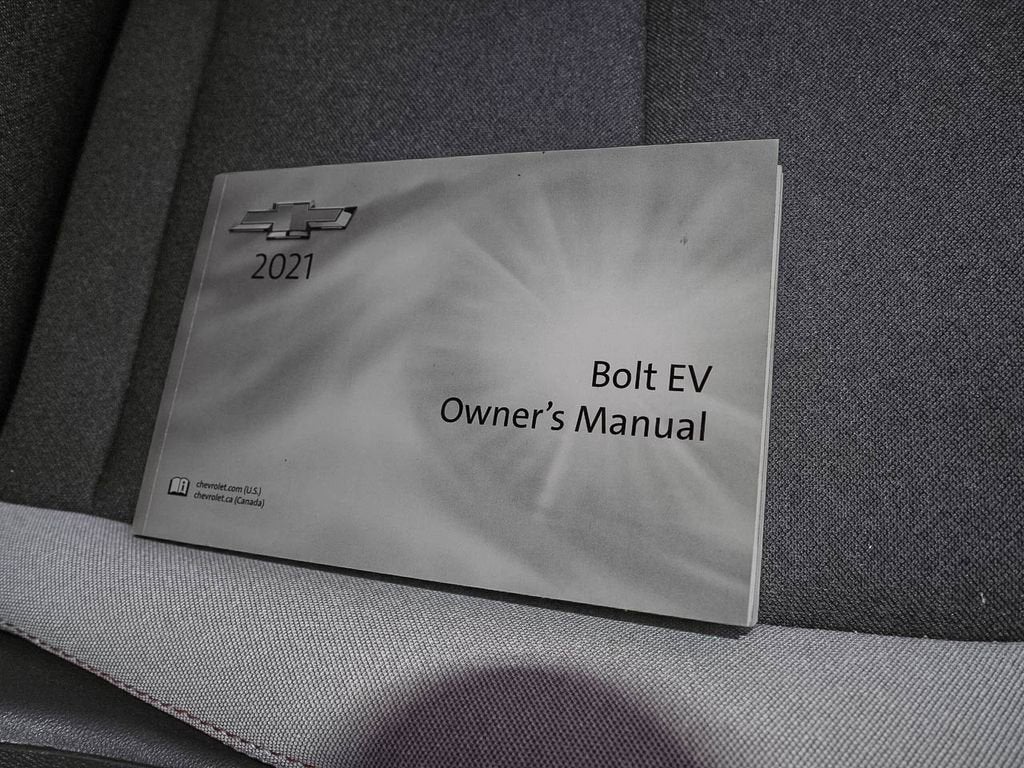 2021
Bolt EV
Owner's Manual
chevrolet.com (U.S.)
chevrolet.ca (Canada)